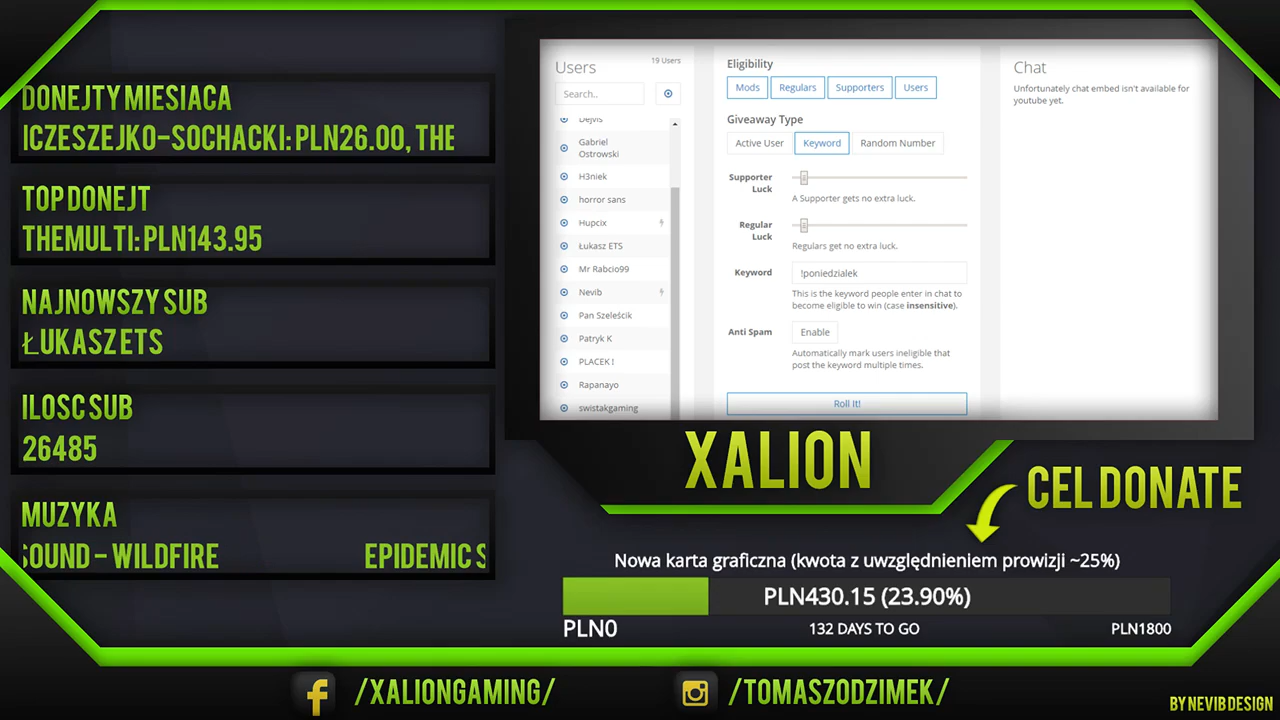 DONEJTY MIESIACA
ICZESZEJKO-SOCHACKI: PLN26.00, THE
TOP DONEJT
THEMULTI: PLN143.95
NAJNOWSZY SUB
ŁUKASZ ETS
ILOSC SUB
26485
MUZYKA
SOUND - WILDFIRE EPIDEMIC S
Users
19 Users
Search..
Dejvis
Gabriel
Ostrowski
H3niek
horror sans
Hupcix
Łukasz ETS
Mr Rabcio99
Nevib
Pan Szeleścik
Patryk K
PLACEK !
Rapanayo
swistakgaming
Eligibility
Mods Regulars Supporters Users
Giveaway Type
Active User Keyword Random Number
Supporter
Luck
A Supporter gets no extra luck.
Regular
Luck
Regulars get no extra luck.
Keyword
!poniedzialek
This is the keyword people enter in chat to
become eligible to win (case insensitive).
Anti Spam
Enable
Automatically mark users ineligible that
post the keyword multiple times.
Roll It!
Chat
Unfortunately chat embed isn't available for
youtube yet.
XALION
CEL DONATE
Nowa karta graficzna (kwota z uwzględnieniem prowizji ~25%)
PLN430.15 (23.90%)
PLN0 132 DAYS TO GO PLN1800
/XALIONGAMING/ /TOMASZODZIMEK/
BY NEVIB DESIGN